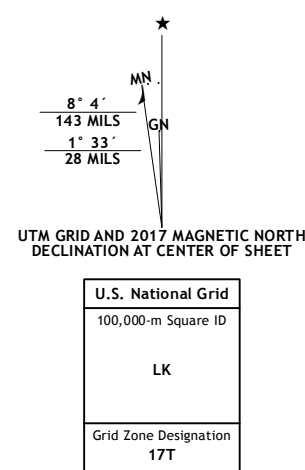 ★
MN
GN
8° 4´
143 MILS
1° 33´
28 MILS
UTM GRID AND 2017 MAGNETIC NORTH
DECLINATION AT CENTER OF SHEET
U.S. National Grid
100,000-m Square ID
LK
Grid Zone Designation
17T